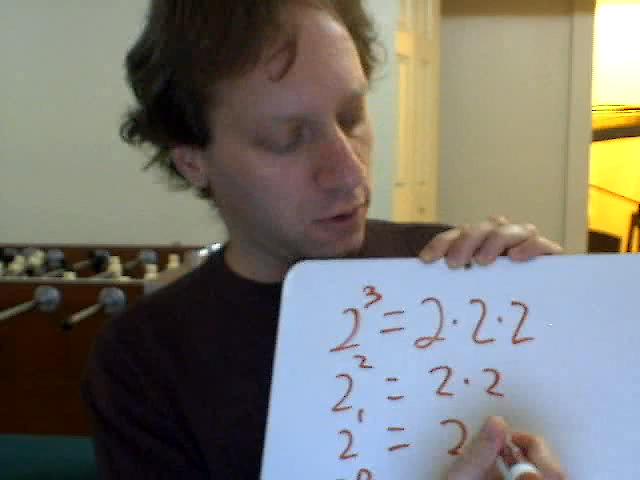 2³ = 2·2·2
2² = 2·2
2¹ = 2